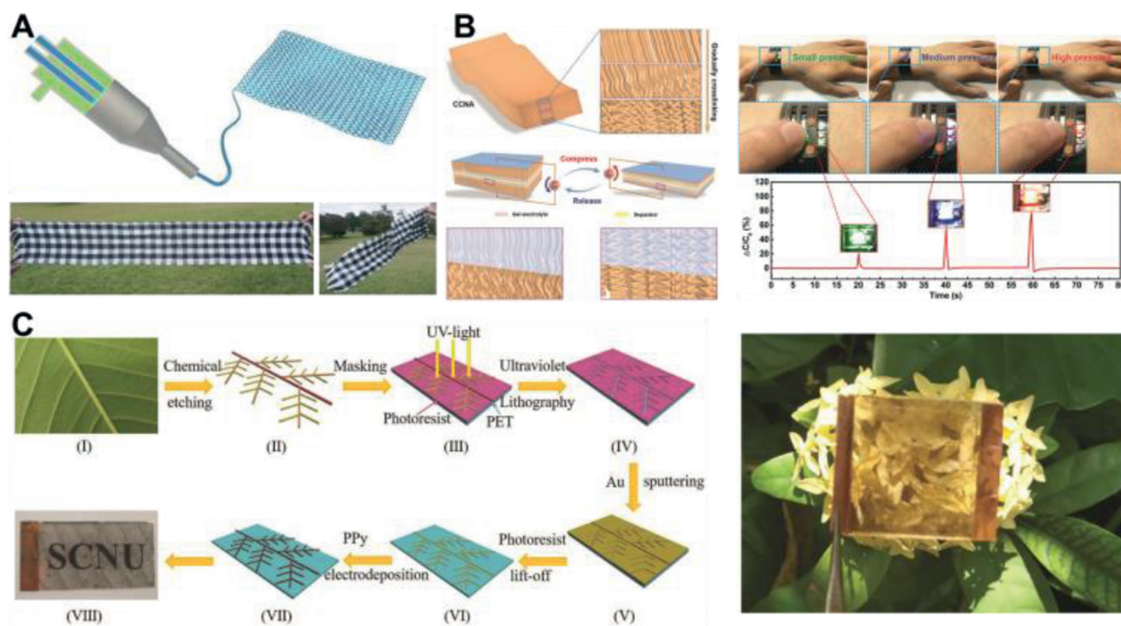 A
B
CCNA
Gradually crosslinking
Compress
Release
Gel electrolyte
Separator
Small pressure
Medium pressure
High pressure
ΔC/C₀ (%)
120
100
80
60
40
20
0
0 5 10 15 20 25 30 35 40 45 50 55 60 65 70 75 80
Time (s)
C
UV-light
Chemical
etching
Masking
Ultraviolet
Lithography
Photoresist
PET
(I)
(II)
(III)
(IV)
Au sputtering
SCNU
PPy
electrodeposition
Photoresist
lift-off
(VIII)
(VII)
(VI)
(V)